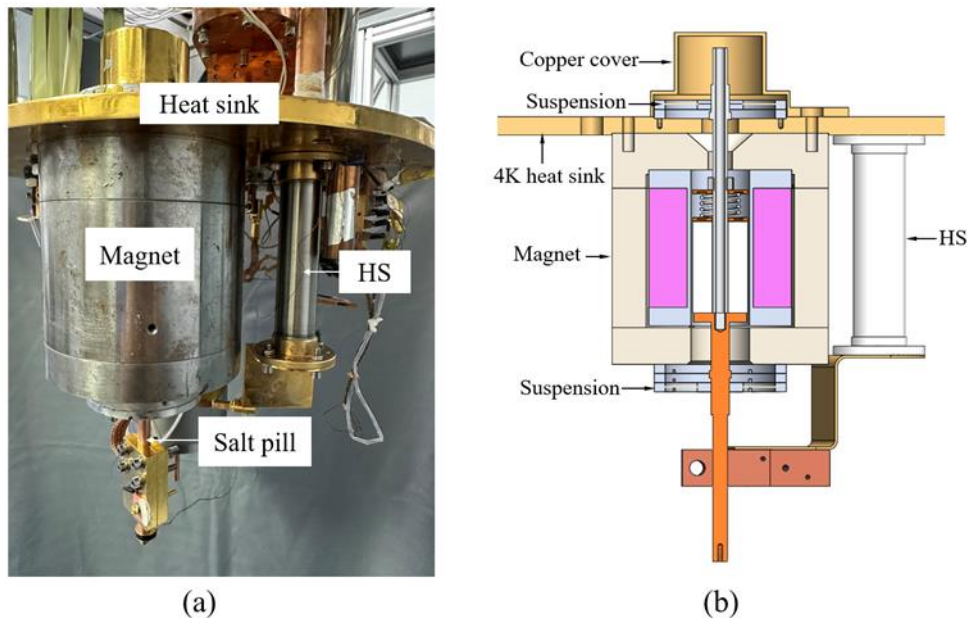 Heat sink
Magnet
HS
Salt pill
(a)
Copper cover
Suspension
4K heat sink
Magnet
HS
Suspension
(b)